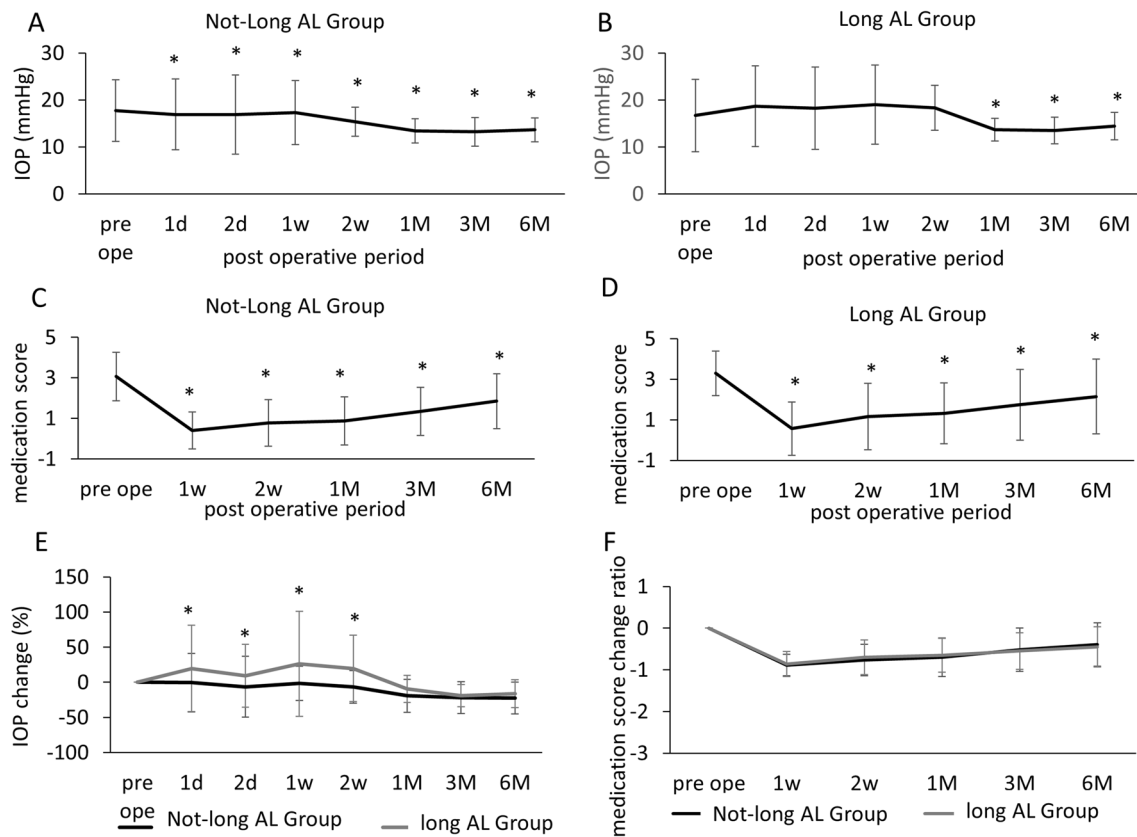 A
Not-Long AL Group
IOP (mmHg)
30
20
10
0
* * * * * * *
pre ope 1d 2d 1w 2w 1M 3M 6M
post operative period
B
Long AL Group
IOP (mmHg)
30
20
10
0
* * *
pre ope 1d 2d 1w 2w 1M 3M 6M
post operative period
C
Not-Long AL Group
medication score
5
3
1
-1
* * * * *
pre ope 1w 2w 1M 3M 6M
post operative period
D
Long AL Group
medication score
5
3
1
-1
* * * * *
pre ope 1w 2w 1M 3M 6M
post operative period
E
IOP change (%)
150
100
50
0
-50
-100
* * * *
pre ope 1d 2d 1w 2w 1M 3M 6M
Not-long AL Group long AL Group
F
medication score change ratio
1
0
-1
-2
-3
pre ope 1w 2w 1M 3M 6M
Not-long AL Group long AL Group